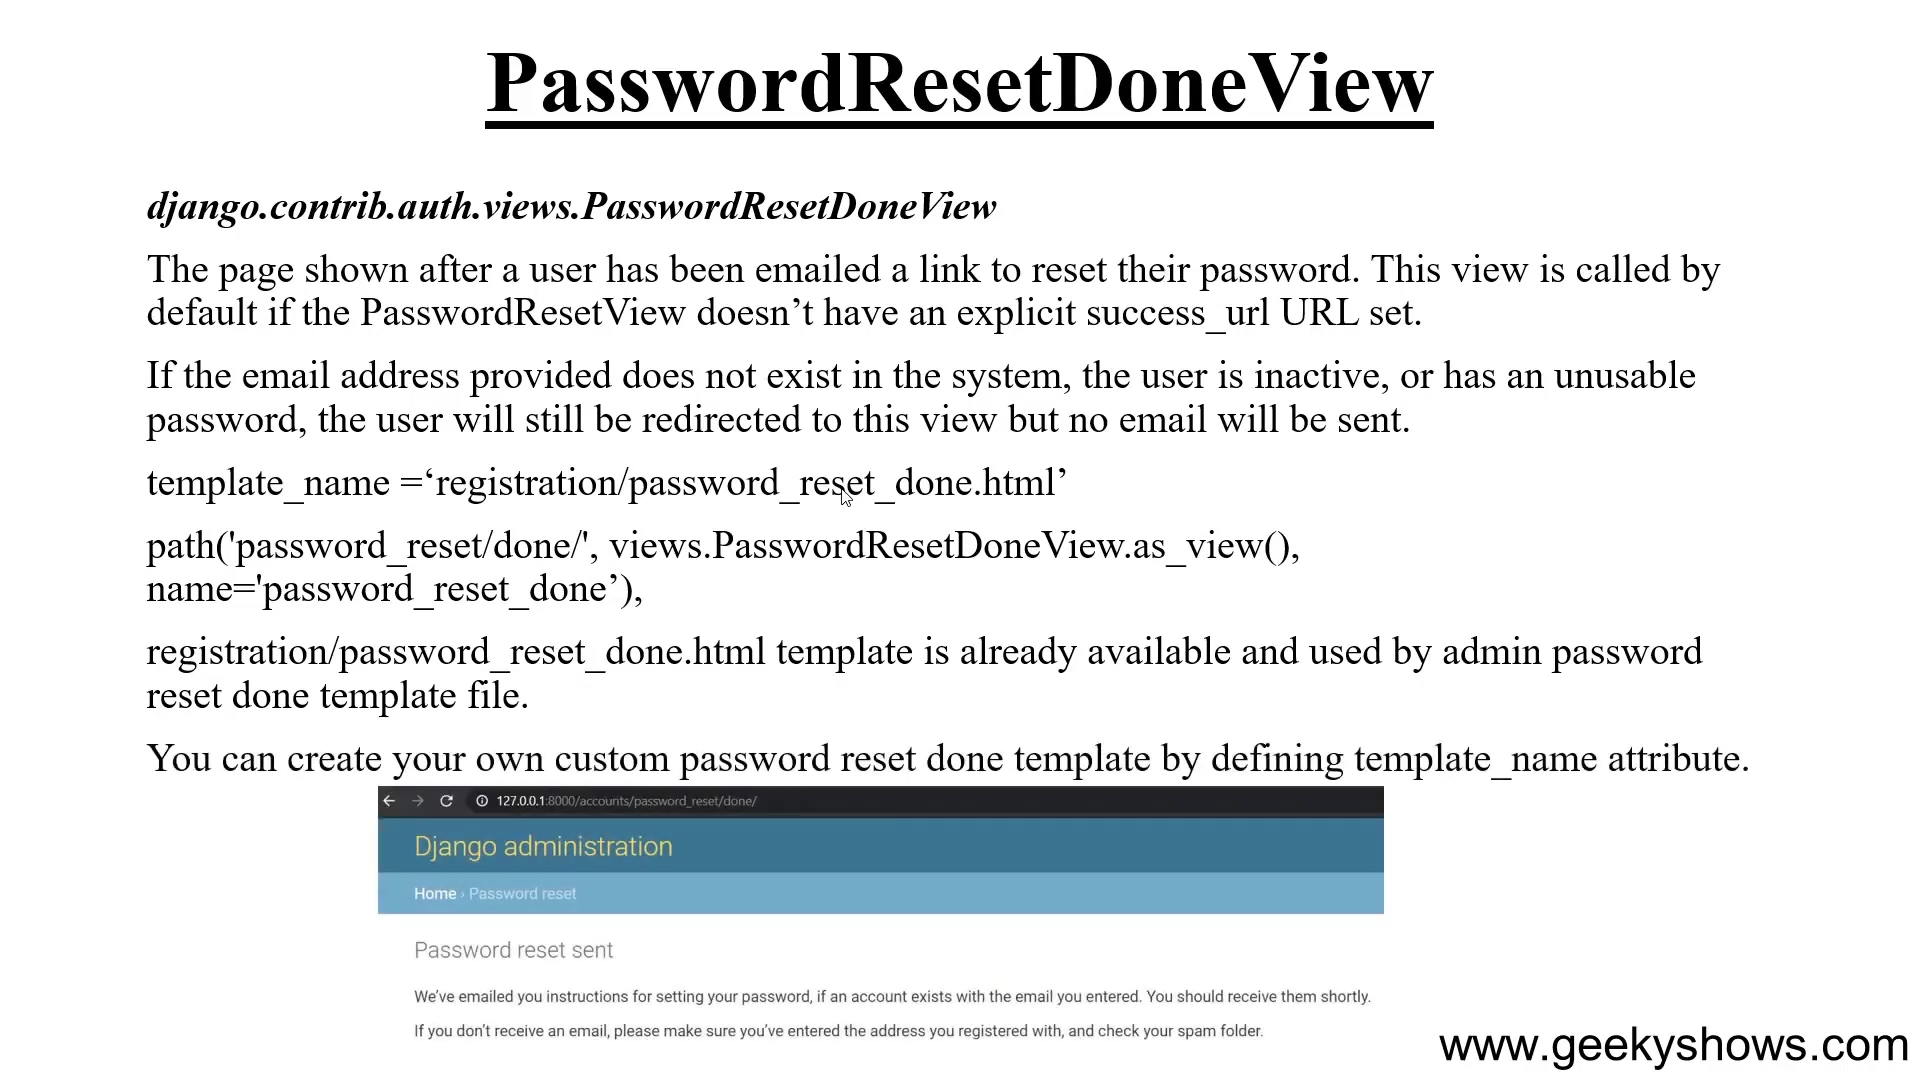 PasswordResetDoneView
django.contrib.auth.views.PasswordResetDoneView
The page shown after a user has been emailed a link to reset their password. This view is called by
default if the PasswordResetView doesn’t have an explicit success_url URL set.
If the email address provided does not exist in the system, the user is inactive, or has an unusable
password, the user will still be redirected to this view but no email will be sent.
template_name =‘registration/password_reset_done.html’
path('password_reset/done/', views.PasswordResetDoneView.as_view(),
name='password_reset_done’),
registration/password_reset_done.html template is already available and used by admin password
reset done template file.
You can create your own custom password reset done template by defining template_name attribute.
127.0.0.1:8000/accounts/password_reset/done/
Django administration
Home › Password reset
Password reset sent
We’ve emailed you instructions for setting your password, if an account exists with the email you entered. You should receive them shortly.
If you don’t receive an email, please make sure you’ve entered the address you registered with, and check your spam folder.
www.geekyshows.com